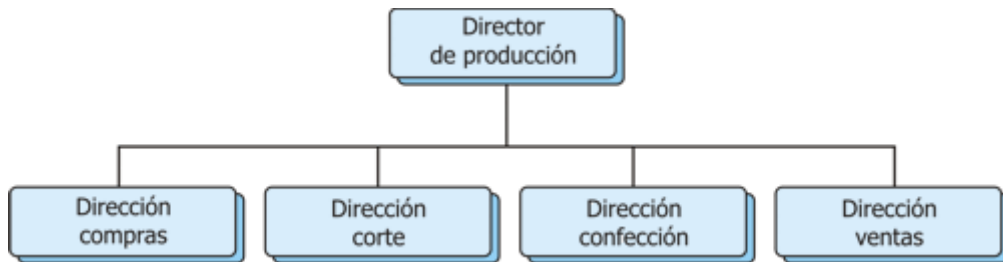 Director
de producción
Dirección
compras
Dirección
corte
Dirección
confección
Dirección
ventas